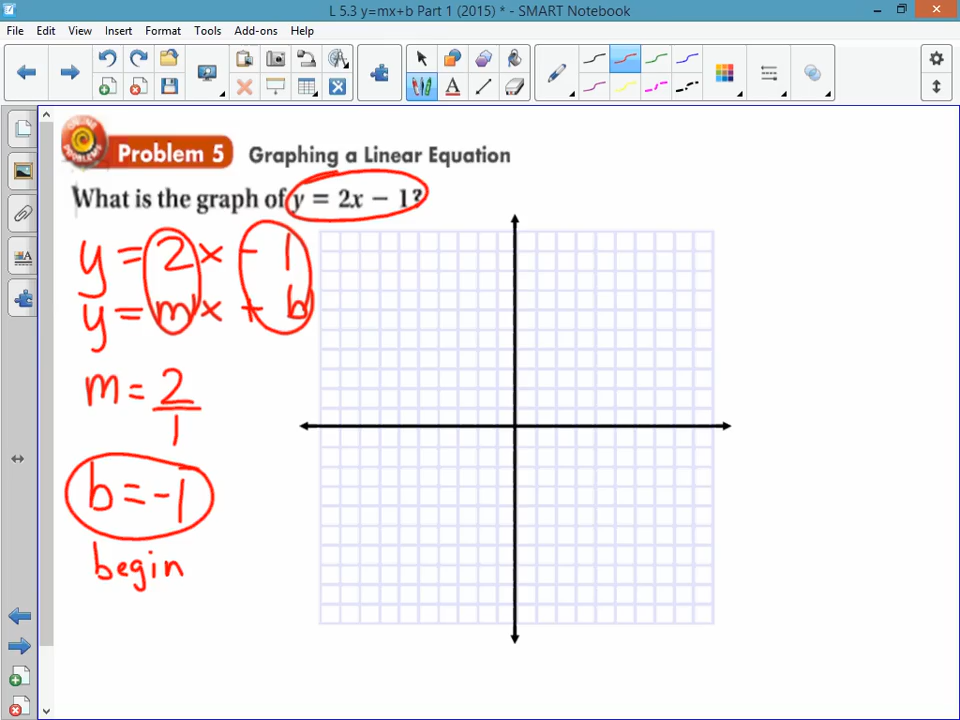 L 5.3 y=mx+b Part 1 (2015) * - SMART Notebook
File Edit View Insert Format Tools Add-ons Help
Problem 5 Graphing a Linear Equation
What is the graph of y = 2x − 1?
y = 2x - 1
y = mx + b
m = 2/1
b = -1
begin